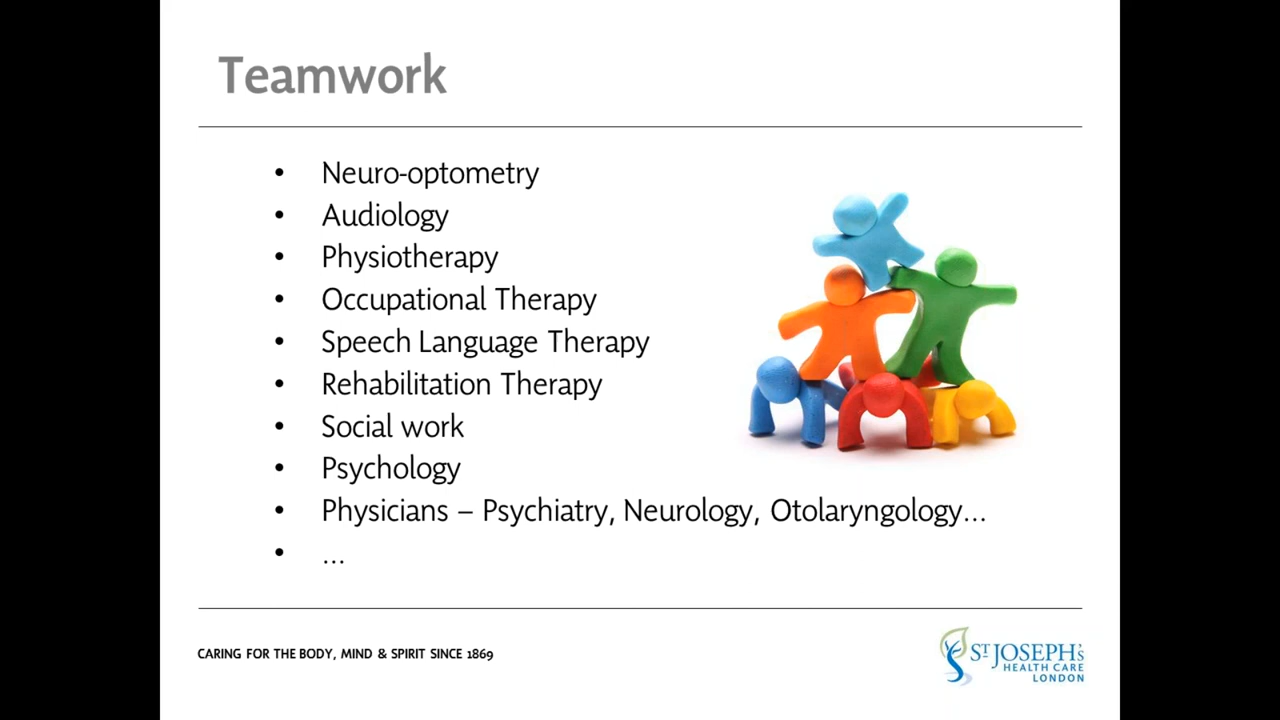 Teamwork
• Neuro-optometry
• Audiology
• Physiotherapy
• Occupational Therapy
• Speech Language Therapy
• Rehabilitation Therapy
• Social work
• Psychology
• Physicians – Psychiatry, Neurology, Otolaryngology...
• ...
CARING FOR THE BODY, MIND & SPIRIT SINCE 1869
ST JOSEPH's
HEALTH CARE
LONDON